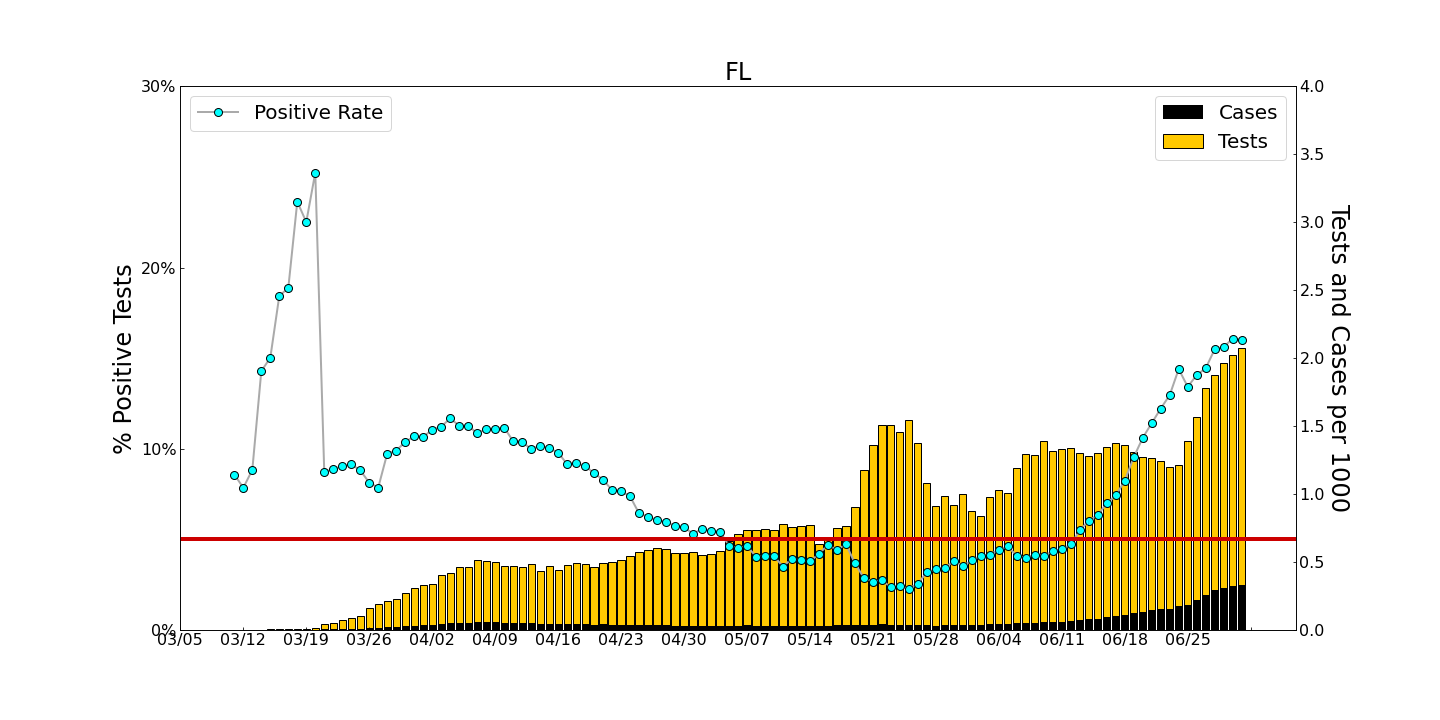 FL
30%
20%
10%
0%
% Positive Tests
Positive Rate
Cases
Tests
4.0
3.5
3.0
2.5
2.0
1.5
1.0
0.5
0.0
Tests and Cases per 1000
03/05 03/12 03/19 03/26 04/02 04/09 04/16 04/23 04/30 05/07 05/14 05/21 05/28 06/04 06/11 06/18 06/25